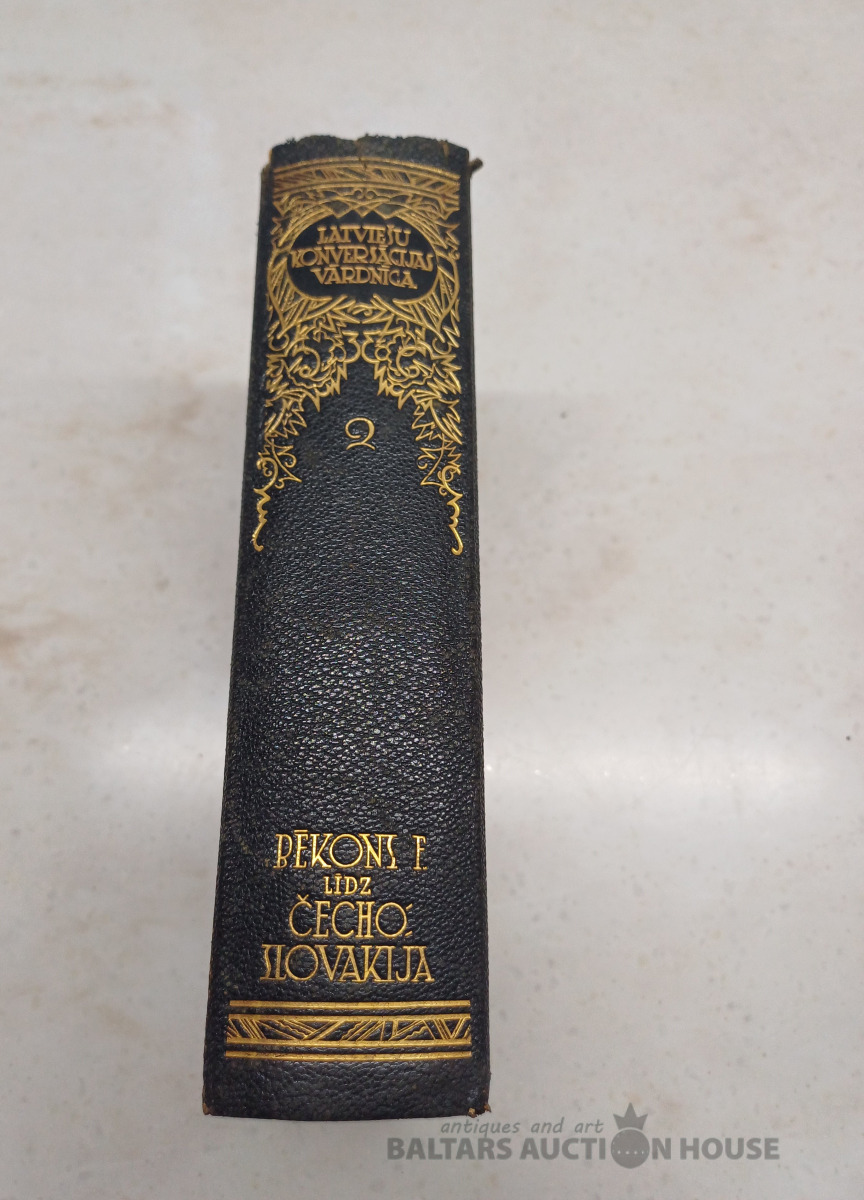 LATVIEŠU
KONVERSĀCIJAS
VĀRDNĪCA
2
BĒKONS F.
LĪDZ
ČECHO-
SLOVAKIJA
antiques and art
BALTARS AUCTION HOUSE